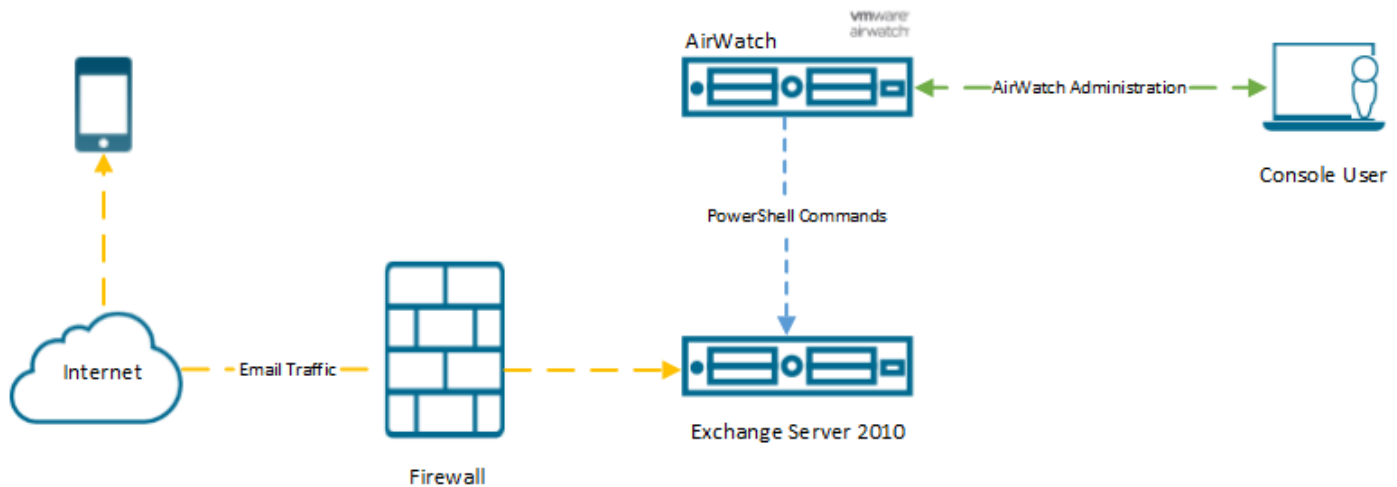 vmware
airwatch
AirWatch
AirWatch Administration
Console User
PowerShell Commands
Internet
Email Traffic
Exchange Server 2010
Firewall